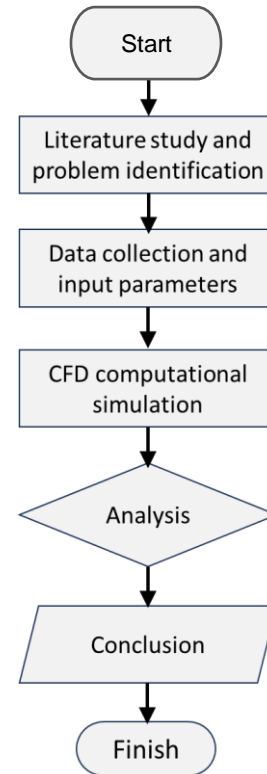 Start
Literature study and
problem identification
Data collection and
input parameters
CFD computational
simulation
Analysis
Conclusion
Finish